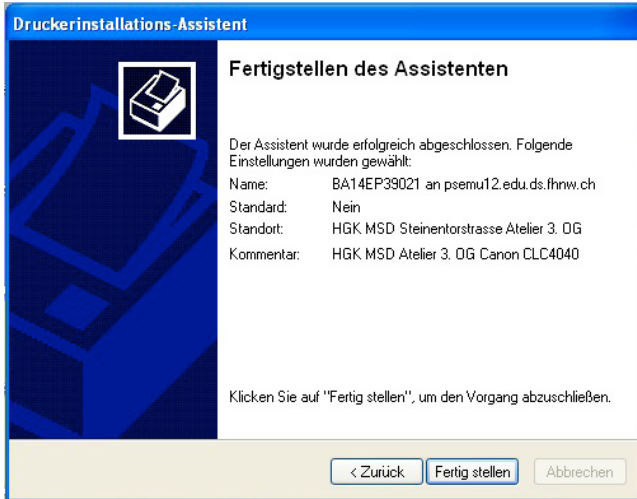 Druckerinstallations-Assistent
Fertigstellen des Assistenten
Der Assistent wurde erfolgreich abgeschlossen. Folgende
Einstellungen wurden gewählt:
Name: BA14EP39021 an psemu12.edu.ds.fhnw.ch
Standard: Nein
Standort: HGK MSD Steinentorstrasse Atelier 3. OG
Kommentar: HGK MSD Atelier 3. OG Canon CLC4040
Klicken Sie auf "Fertig stellen", um den Vorgang abzuschließen.
< Zurück Fertig stellen Abbrechen